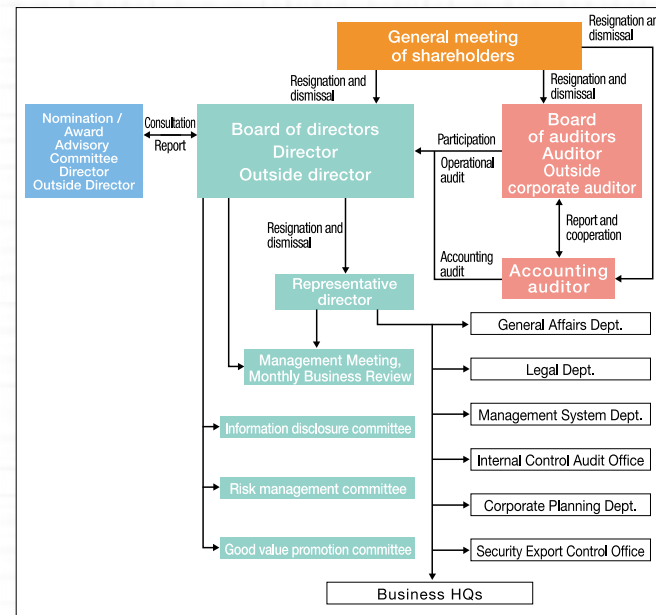 Resignation and
dismissal
General meeting
of shareholders
Resignation and
dismissal
Resignation and
dismissal
Nomination /
Award
Advisory
Committee
Director
Outside Director
Consultation
Report
Board of directors
Director
Outside director
Participation
Operational
audit
Board
of auditors
Auditor
Outside
corporate auditor
Resignation and
dismissal
Report and
cooperation
Accounting
audit
Accounting
auditor
Representative
director
General Affairs Dept.
Management Meeting,
Monthly Business Review
Legal Dept.
Information disclosure committee
Management System Dept.
Internal Control Audit Office
Risk management committee
Corporate Planning Dept.
Good value promotion committee
Security Export Control Office
Business HQs